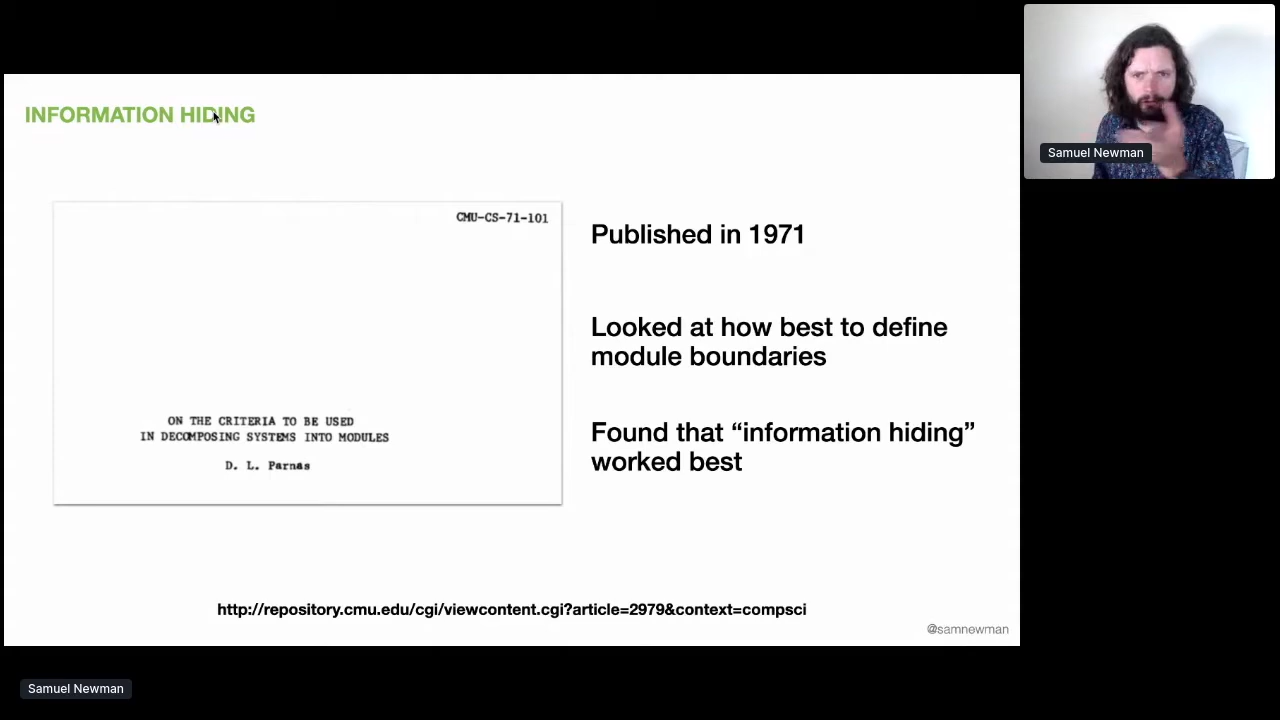 INFORMATION HIDING
CMU-CS-71-101
ON THE CRITERIA TO BE USED
IN DECOMPOSING SYSTEMS INTO MODULES
D. L. Parnas
Published in 1971
Looked at how best to define
module boundaries
Found that “information hiding”
worked best
http://repository.cmu.edu/cgi/viewcontent.cgi?article=2979&context=compsci
@samnewman
Samuel Newman
Samuel Newman